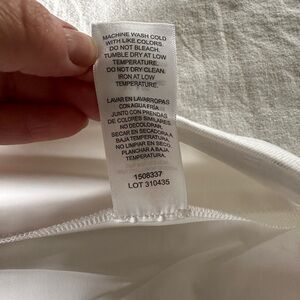 MACHINE WASH COLD
WITH LIKE COLORS.
DO NOT BLEACH.
TUMBLE DRY AT LOW
TEMPERATURE.
DO NOT DRY CLEAN.
IRON AT LOW
TEMPERATURE.
LAVAR EN LAVARROPAS
CON AGUA FRÍA
JUNTO CON PRENDAS
DE COLORES SIMILARES.
NO DECOLORAR.
SECAR EN SECADORA A
BAJA TEMPERATURA.
NO LIMPIAR EN SECO.
PLANCHAR A BAJA
TEMPERATURA.
1508337
LOT 310435